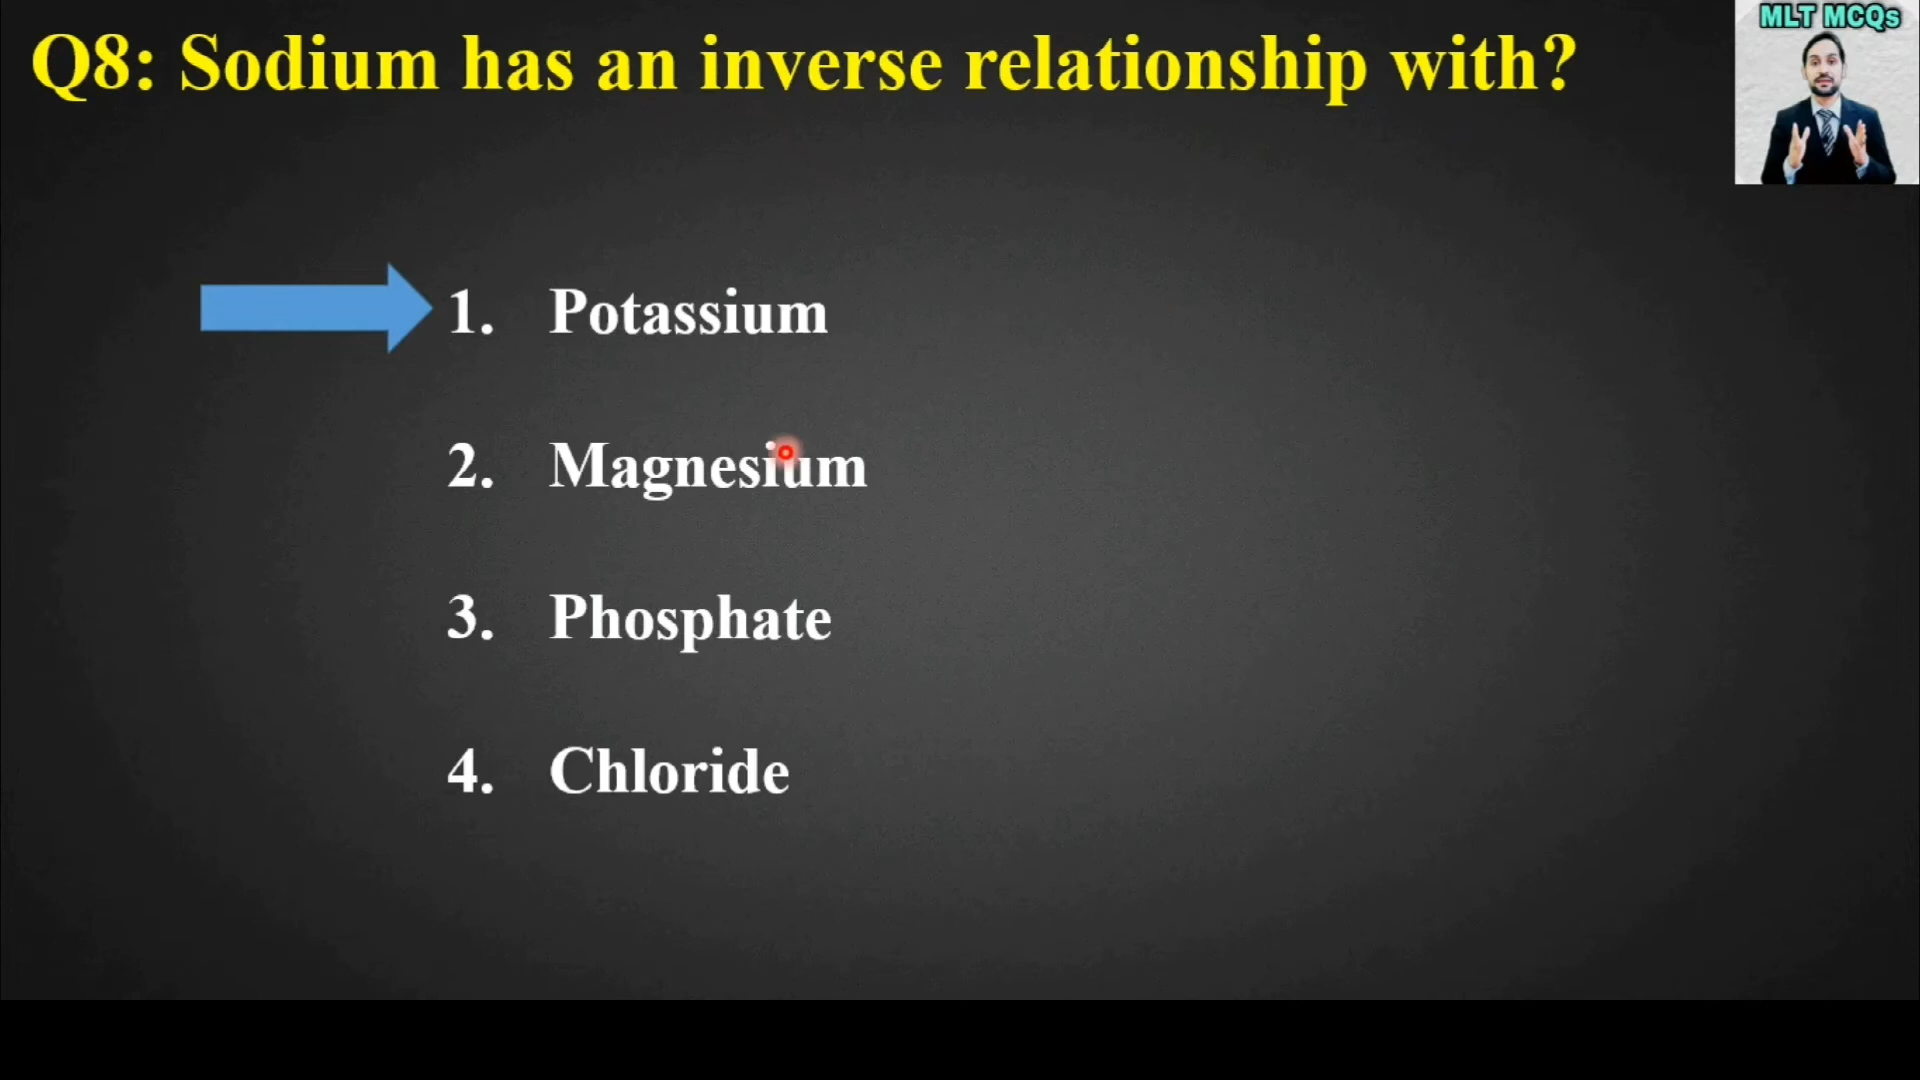 MLT MCQs
Q8: Sodium has an inverse relationship with?
1. Potassium
2. Magnesium
3. Phosphate
4. Chloride